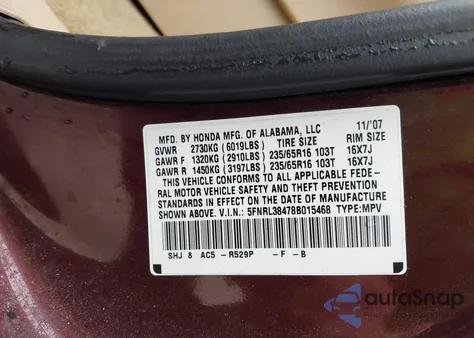 MFD. BY HONDA MFG. OF ALABAMA, LLC 11/'07
GVWR 2730KG (6019LBS) TIRE SIZE RIM SIZE
GAWR F 1320KG (2910LBS) 235/65R16 103T 16X7J
GAWR R 1450KG (3197LBS) 235/65R16 103T 16X7J
THIS VEHICLE CONFORMS TO ALL APPLICABLE FEDE-
RAL MOTOR VEHICLE SAFETY AND THEFT PREVENTION
STANDARDS IN EFFECT ON THE DATE OF MANUFACTURE
SHOWN ABOVE. V.I.N.: 5FNRL38478B015468 TYPE:MPV
SHJ 8 AC5 -R529P -F -B
autoSnap